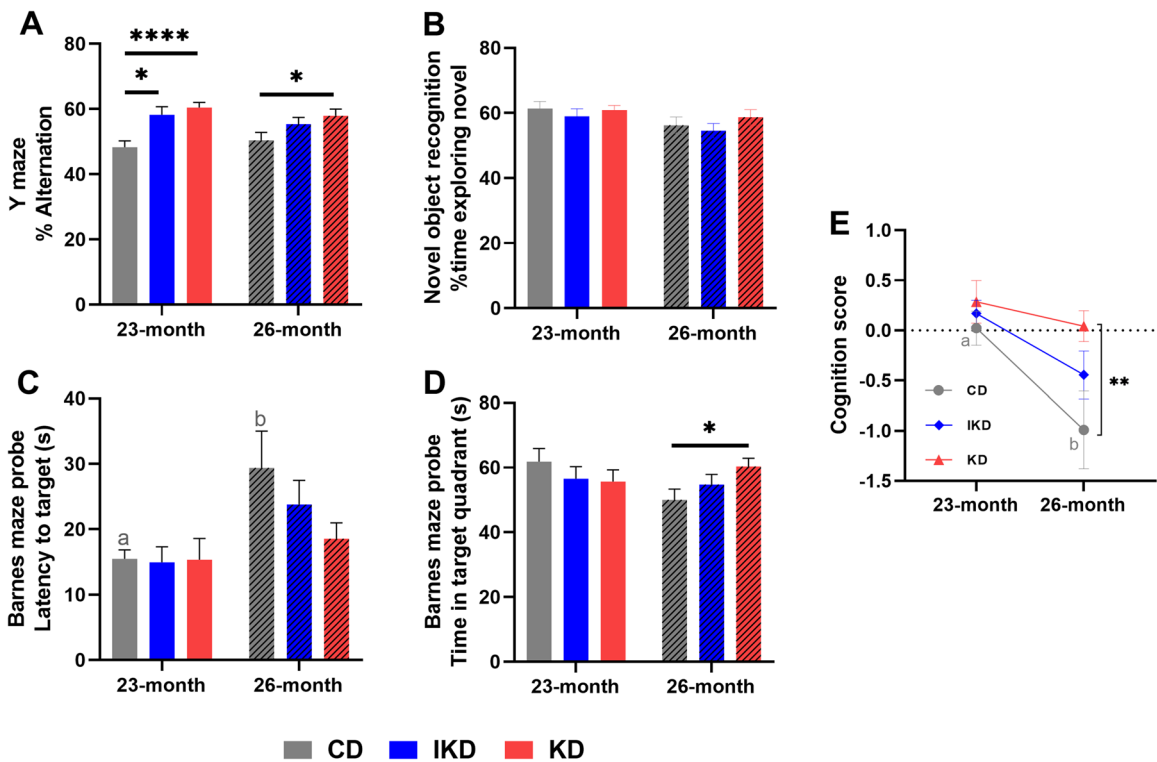 A
Y maze
% Alternation
80
60
40
20
0
****
*
*
23-month
26-month
B
Novel object recognition
%time exploring novel
80
60
40
20
0
23-month
26-month
C
Barnes maze probe
Latency to target (s)
40
30
20
10
0
a
b
23-month
26-month
D
Barnes maze probe
Time in target quadrant (s)
80
60
40
20
0
*
23-month
26-month
E
Cognition score
1.0
0.5
0.0
-0.5
-1.0
-1.5
a
b
**
CD
IKD
KD
23-month
26-month
CD IKD KD